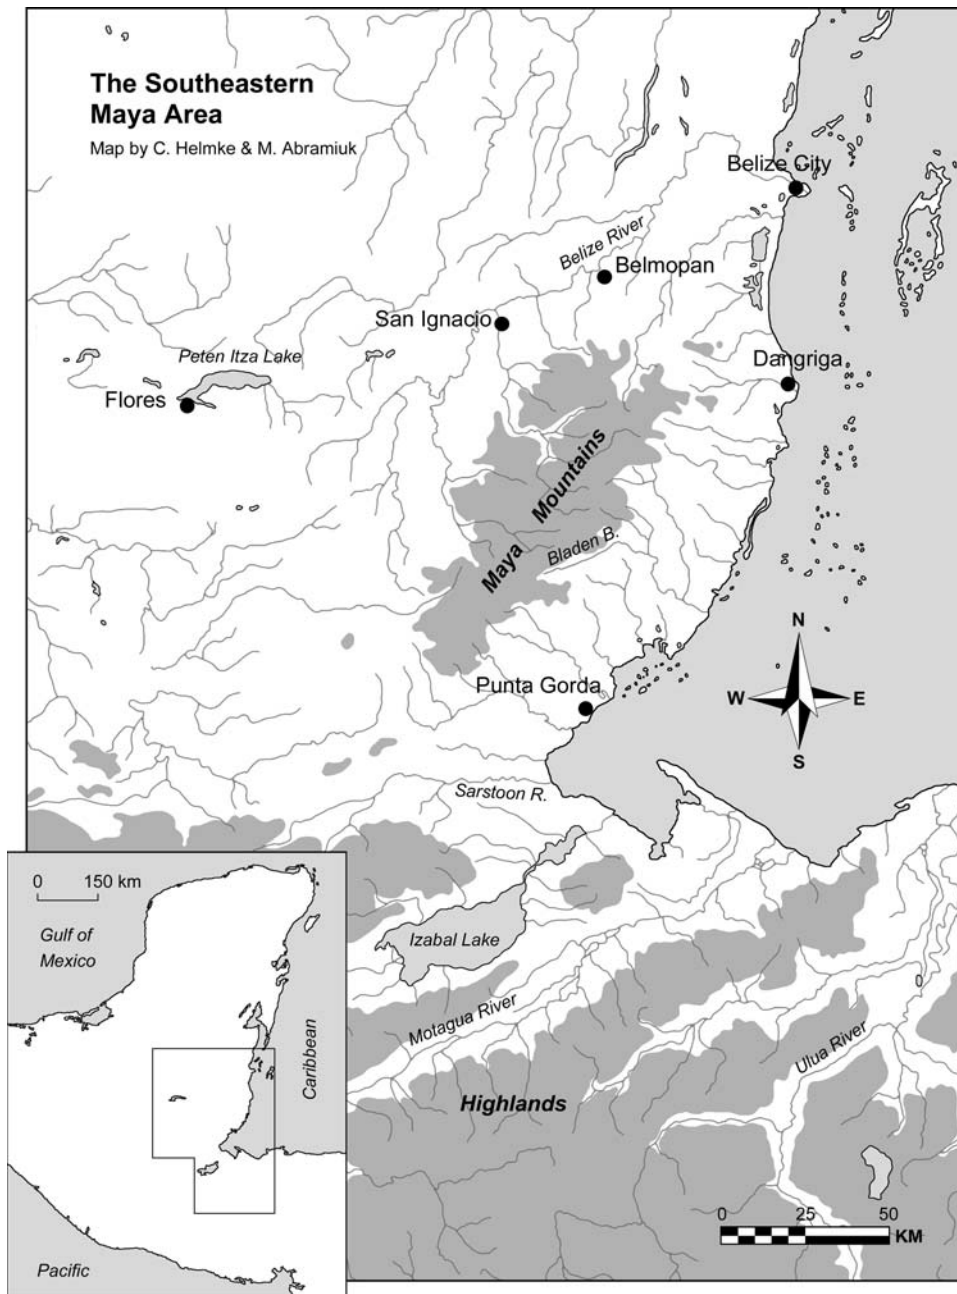 The Southeastern
Maya Area
Map by C. Helmke & M. Abramiuk
Belize City
Belize River
Belmopan
San Ignacio
Peten Itza Lake
Dangriga
Flores
Maya Mountains
Bladen B.
N
W
E
S
Punta Gorda
Sarstoon R.
Izabal Lake
Motagua River
Ulua River
Highlands
0 25 50
KM
0 150 km
Gulf of
Mexico
Caribbean
Pacific